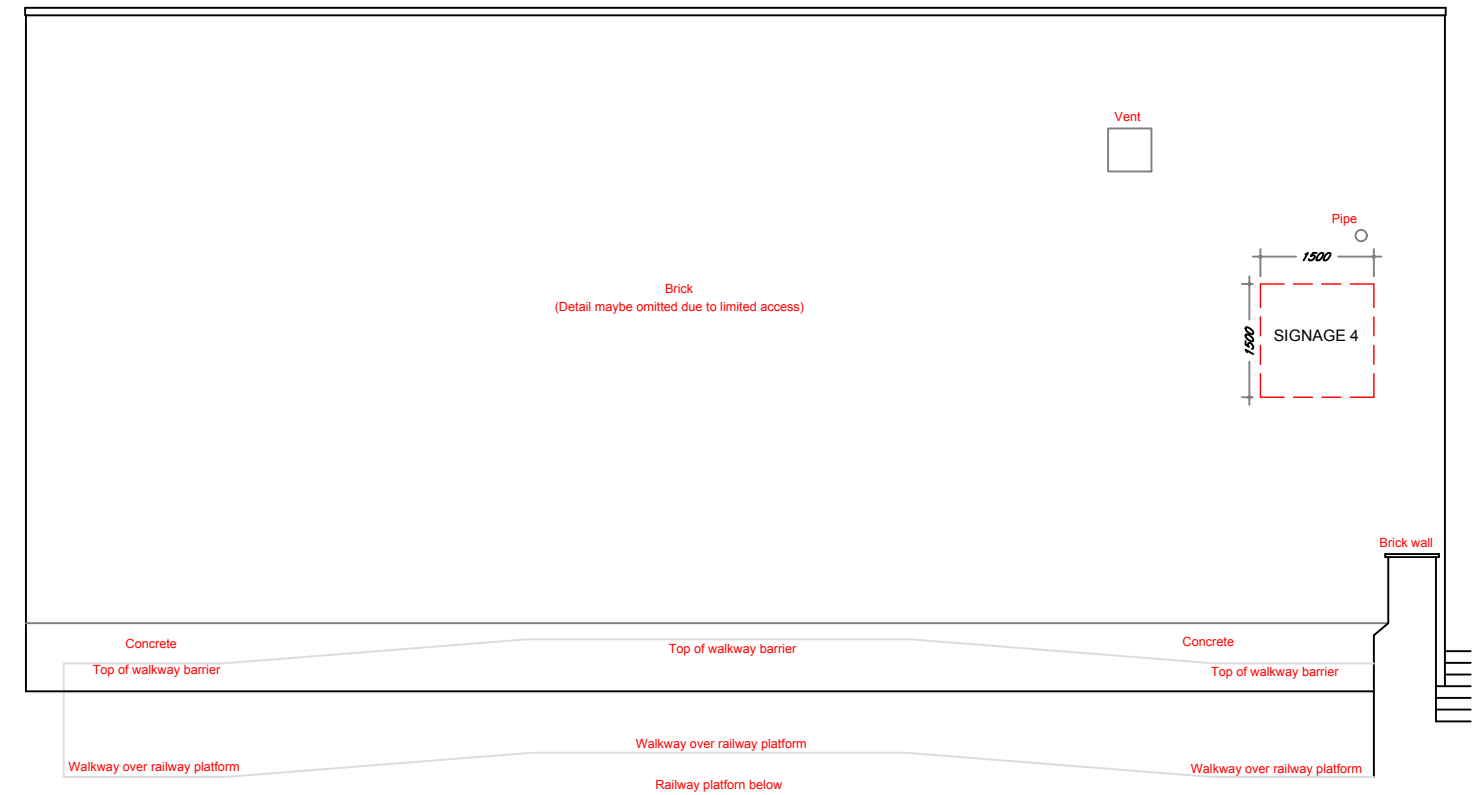 Vent
Pipe
1500
Brick
(Detail maybe omitted due to limited access)
1500
SIGNAGE 4
Brick wall
Concrete
Top of walkway barrier
Top of walkway barrier
Concrete
Top of walkway barrier
Walkway over railway platform
Walkway over railway platform
Walkway over railway platform
Railway platforn below